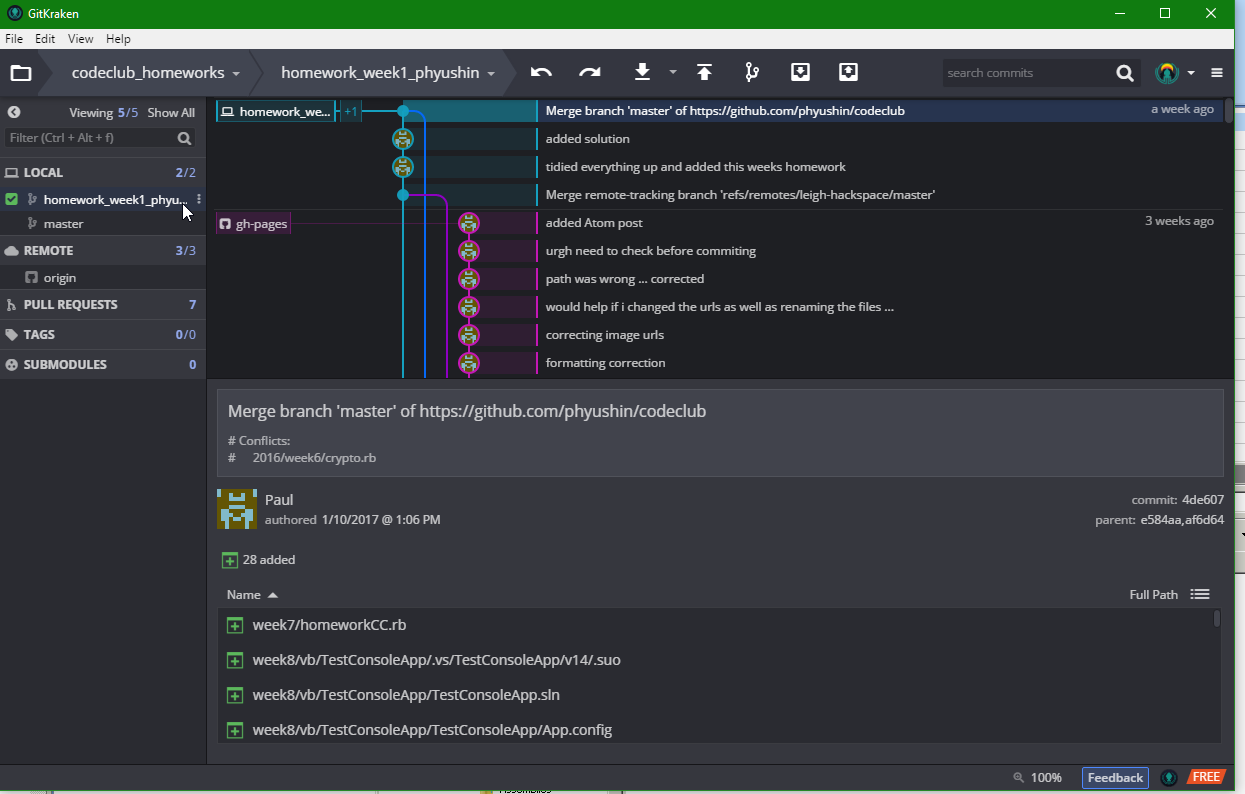 GitKraken
File Edit View Help
codeclub_homeworks homework_week1_phyushin search commits
Viewing 5/5 Show All
Filter (Ctrl + Alt + f)
LOCAL 2/2
homework_week1_phyu...
master
REMOTE 3/3
origin
PULL REQUESTS 7
TAGS 0/0
SUBMODULES 0
homework_we... +1 Merge branch 'master' of https://github.com/phyushin/codeclub a week ago
added solution
tidied everything up and added this weeks homework
Merge remote-tracking branch 'refs/remotes/leigh-hackspace/master'
gh-pages added Atom post 3 weeks ago
urgh need to check before commiting
path was wrong ... corrected
would help if i changed the urls as well as renaming the files ...
correcting image urls
formatting correction
Merge branch 'master' of https://github.com/phyushin/codeclub
# Conflicts:
# 2016/week6/crypto.rb
Paul
authored 1/10/2017 @ 1:06 PM
commit: 4de607
parent: e584aa,af6d64
28 added
Name Full Path
week7/homeworkCC.rb
week8/vb/TestConsoleApp/.vs/TestConsoleApp/v14/.suo
week8/vb/TestConsoleApp/TestConsoleApp.sln
week8/vb/TestConsoleApp/TestConsoleApp/App.config
100% Feedback FREE